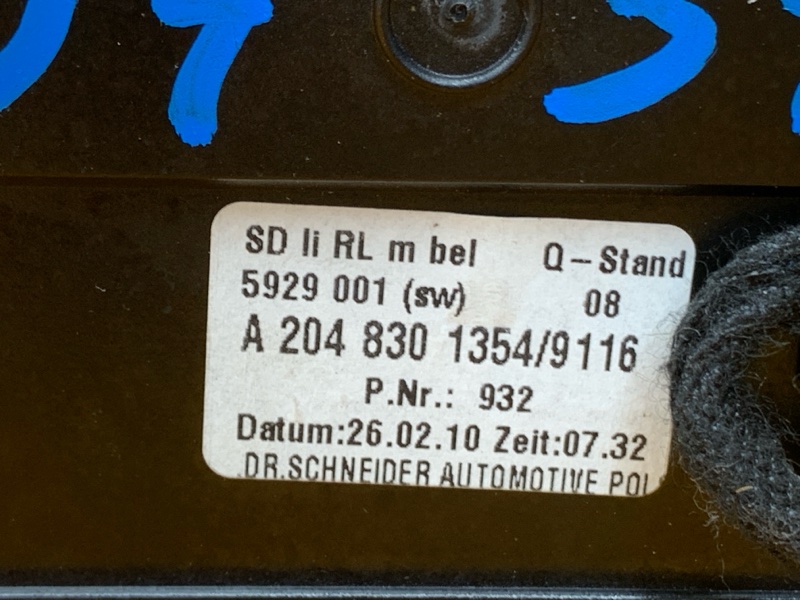 SD li RL m bel Q-Stand
5929 001 (sw) 08
A 204 830 1354/9116
P.Nr.: 932
Datum:26.02.10 Zeit:07.32
DR.SCHNEIDER AUTOMOTIVE POL